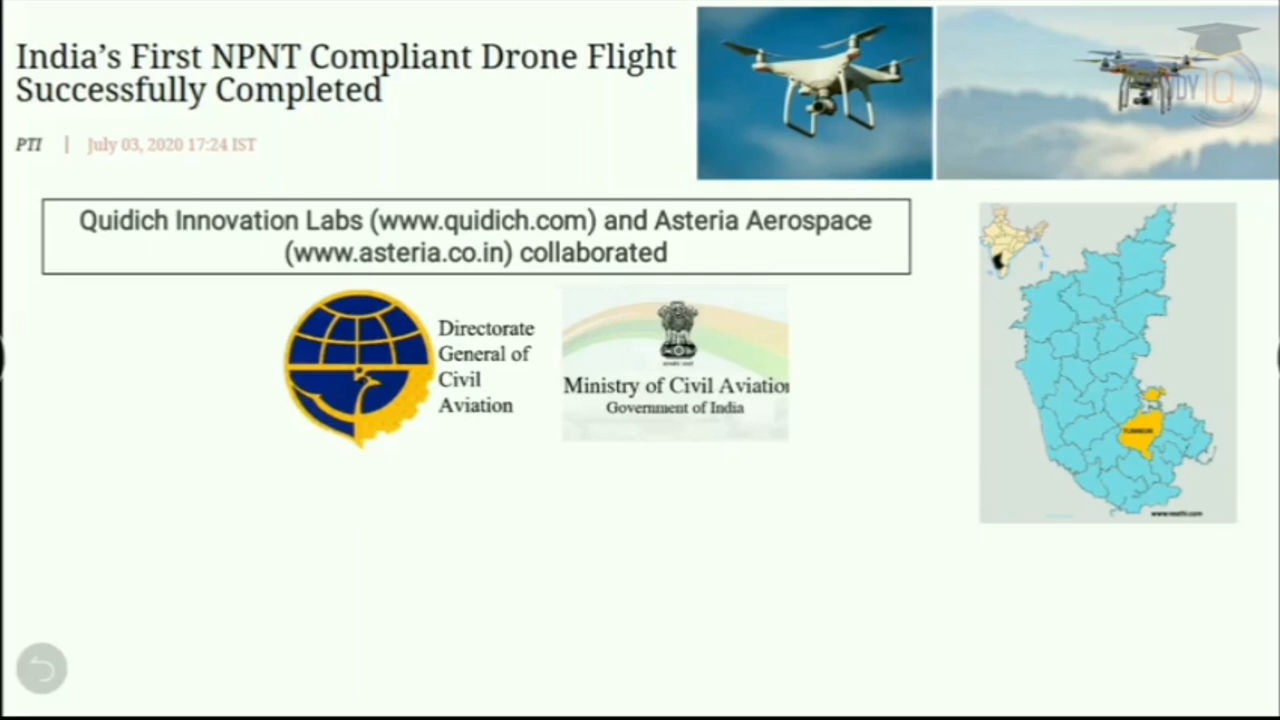 India’s First NPNT Compliant Drone Flight
Successfully Completed
PTI | July 03, 2020 17:24 IST
Quidich Innovation Labs (www.quidich.com) and Asteria Aerospace
(www.asteria.co.in) collaborated
Directorate
General of
Civil
Aviation
Ministry of Civil Aviation
Government of India
TUMKUR